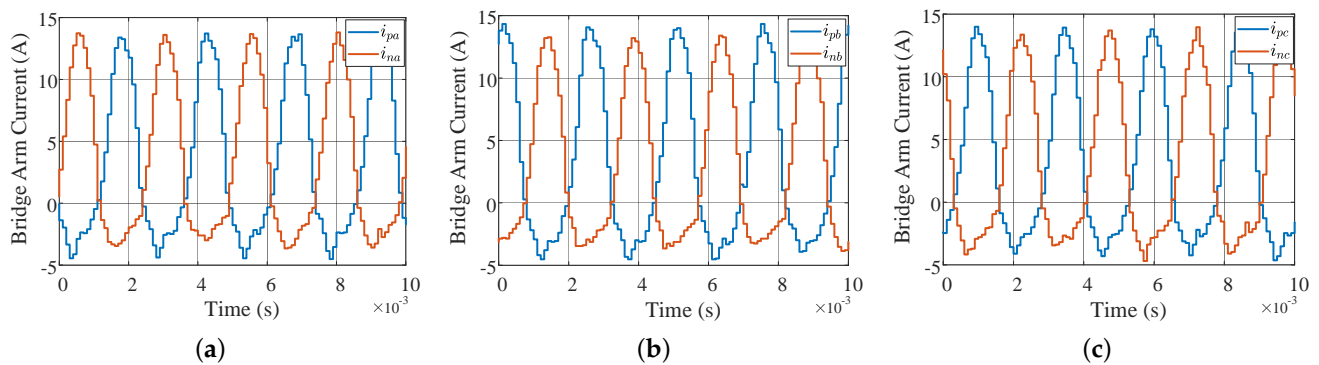 Bridge Arm Current (A)
15
10
5
0
-5
i_pa
i_na
0 2 4 6 8 10
Time (s)
×10⁻³
(a)
Bridge Arm Current (A)
15
10
5
0
-5
i_pb
i_nb
0 2 4 6 8 10
Time (s)
×10⁻³
(b)
Bridge Arm Current (A)
15
10
5
0
-5
i_pc
i_nc
0 2 4 6 8 10
Time (s)
×10⁻³
(c)